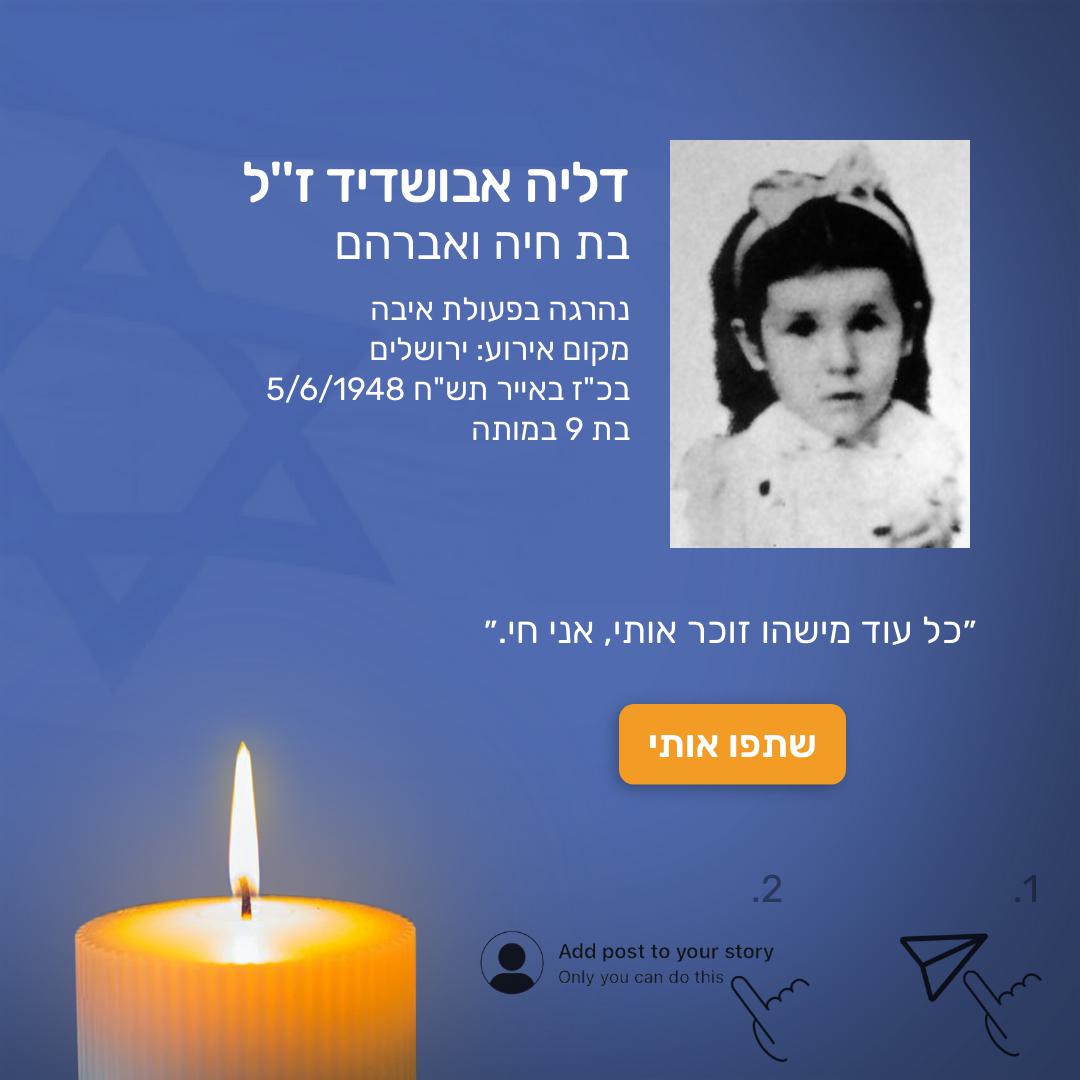 דליה אבושדיד ז"ל
בת חיה ואברהם
נהרגה בפעולת איבה
מקום אירוע: ירושלים
בכ"ז באייר תש"ח 5/6/1948
בת 9 במותה
״כל עוד מישהו זוכר אותי, אני חי.״
שתפו אותי
1.
2.
Add post to your story
Only you can do this